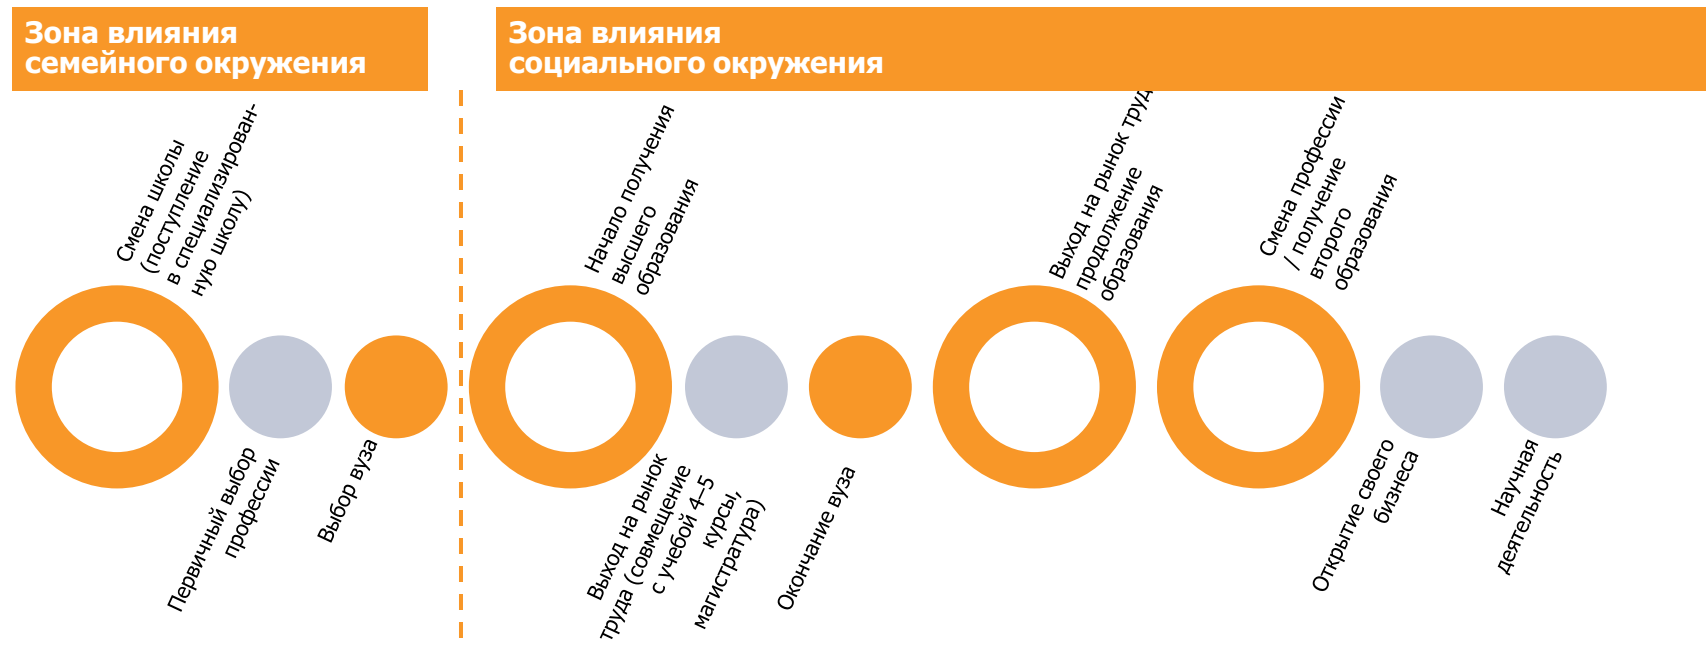 Зона влияния
семейного окружения
Зона влияния
социального окружения
Смена школы
(поступление
в специализирован-
ную школу)
Первичный выбор
профессии
Выбор вуза
Начало получения
высшего
образования
Выход на рынок
труда (совмещение
с учебой 4–5
курсы,
магистратура)
Окончание вуза
Выход на рынок
продолжение
образования
Смена профессии
/ получение
второго
образования
Открытие своего
бизнеса
Научная
деятельность